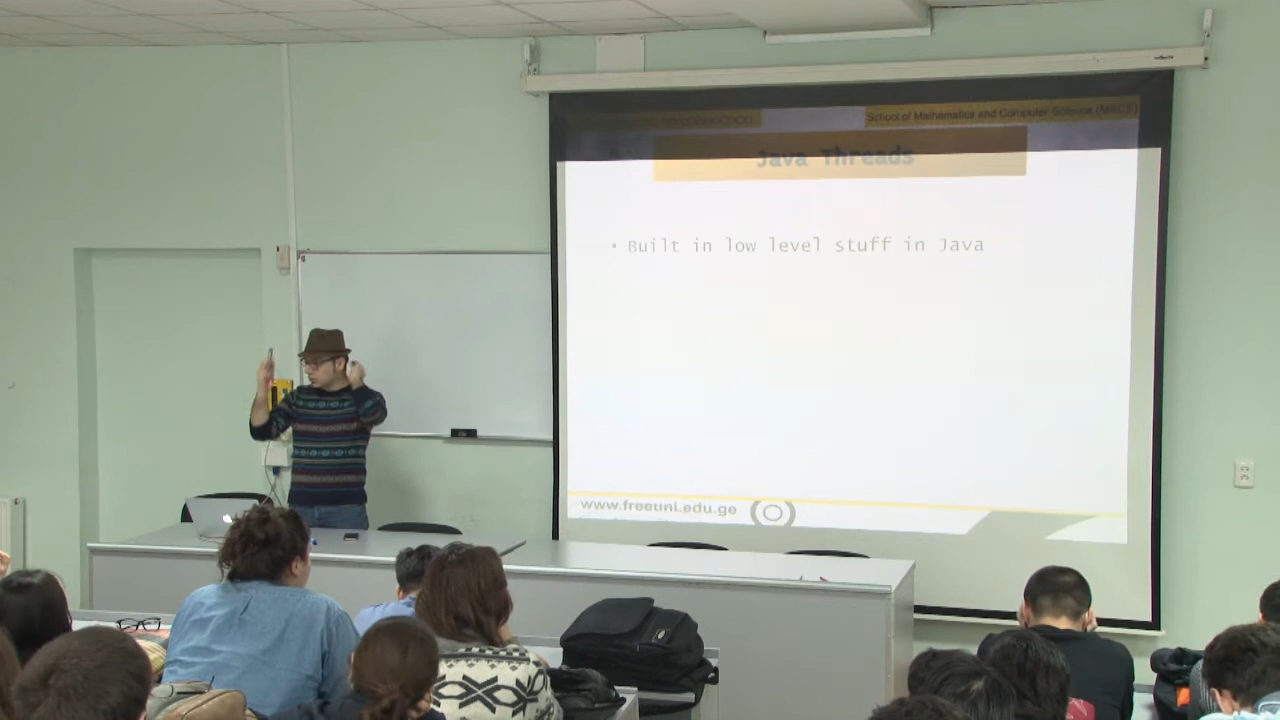 School of Mathematics and Computer Science (MACS)
Java Threads
• Built in low level stuff in Java
www.freeuni.edu.ge